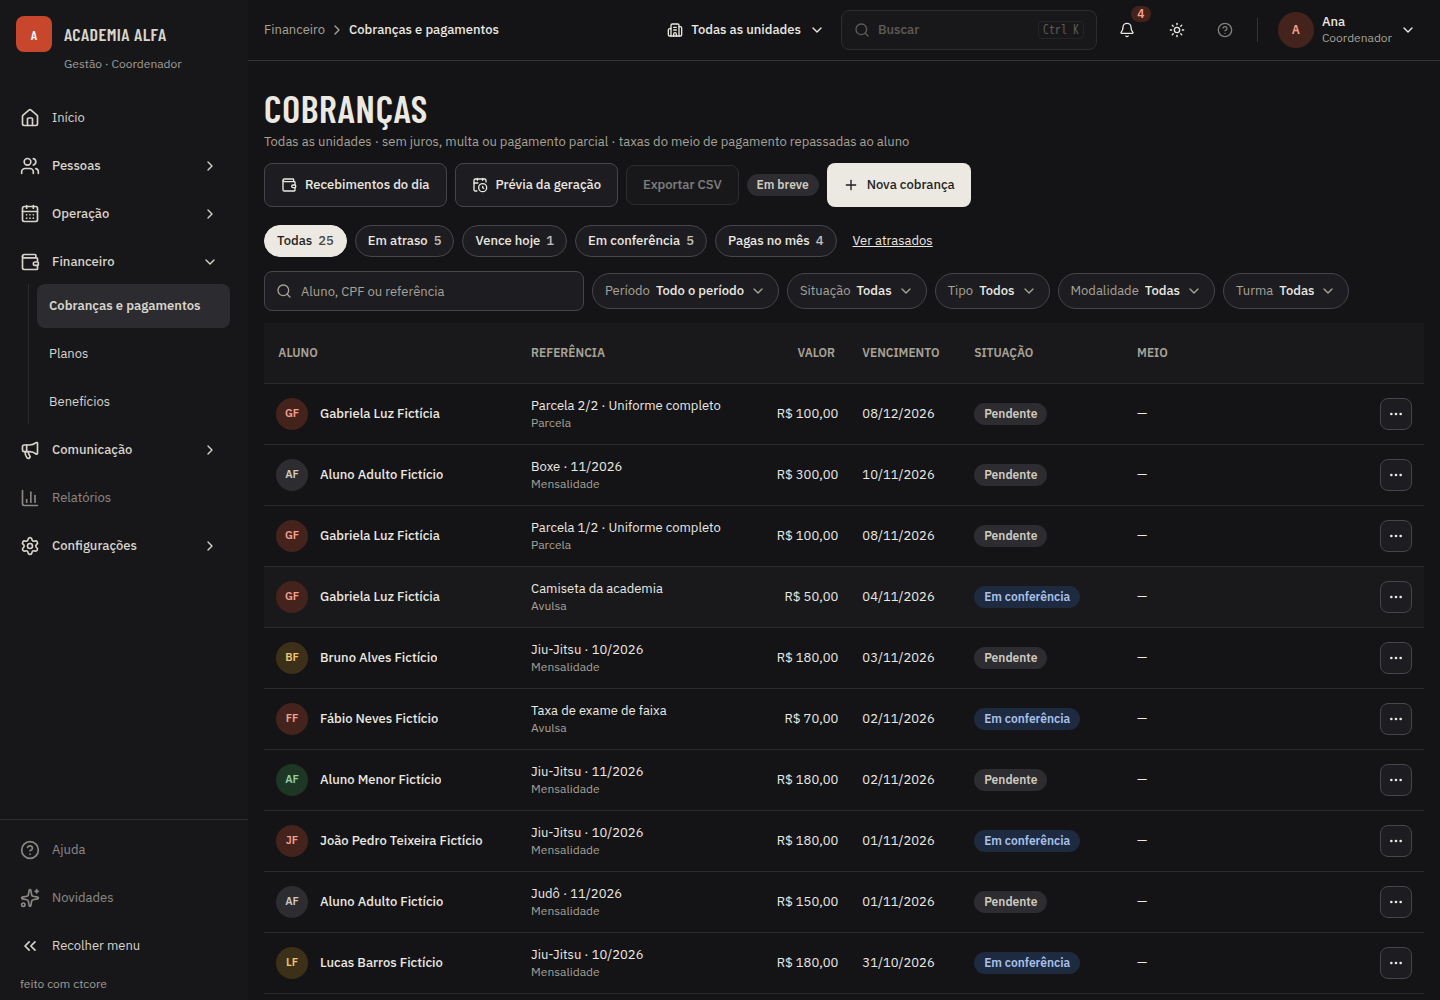 A
ACADEMIA ALFA
Gestão · Coordenador
Início
Pessoas
Operação
Financeiro
Cobranças e pagamentos
Planos
Benefícios
Comunicação
Relatórios
Configurações
Ajuda
Novidades
Recolher menu
feito com ctcore
Financeiro > Cobranças e pagamentos
Todas as unidades
Buscar Ctrl K
4
A
Ana
Coordenador
COBRANÇAS
Todas as unidades · sem juros, multa ou pagamento parcial · taxas do meio de pagamento repassadas ao aluno
Recebimentos do dia Prévia da geração Exportar CSV Em breve Nova cobrança
Todas 25 Em atraso 5 Vence hoje 1 Em conferência 5 Pagas no mês 4 Ver atrasados
Aluno, CPF ou referência Período Todo o período Situação Todas Tipo Todos Modalidade Todas Turma Todas
ALUNO REFERÊNCIA VALOR VENCIMENTO SITUAÇÃO MEIO
GF Gabriela Luz Fictícia Parcela 2/2 · Uniforme completo R$ 100,00 08/12/2026 Pendente —
Parcela
AF Aluno Adulto Fictício Boxe · 11/2026 R$ 300,00 10/11/2026 Pendente —
Mensalidade
GF Gabriela Luz Fictícia Parcela 1/2 · Uniforme completo R$ 100,00 08/11/2026 Pendente —
Parcela
GF Gabriela Luz Fictícia Camiseta da academia R$ 50,00 04/11/2026 Em conferência —
Avulsa
BF Bruno Alves Fictício Jiu-Jitsu · 10/2026 R$ 180,00 03/11/2026 Pendente —
Mensalidade
FF Fábio Neves Fictício Taxa de exame de faixa R$ 70,00 02/11/2026 Em conferência —
Avulsa
AF Aluno Menor Fictício Jiu-Jitsu · 11/2026 R$ 180,00 02/11/2026 Pendente —
Mensalidade
JF João Pedro Teixeira Fictício Jiu-Jitsu · 10/2026 R$ 180,00 01/11/2026 Em conferência —
Mensalidade
AF Aluno Adulto Fictício Judô · 11/2026 R$ 150,00 01/11/2026 Pendente —
Mensalidade
LF Lucas Barros Fictício Jiu-Jitsu · 10/2026 R$ 180,00 31/10/2026 Em conferência —
Mensalidade